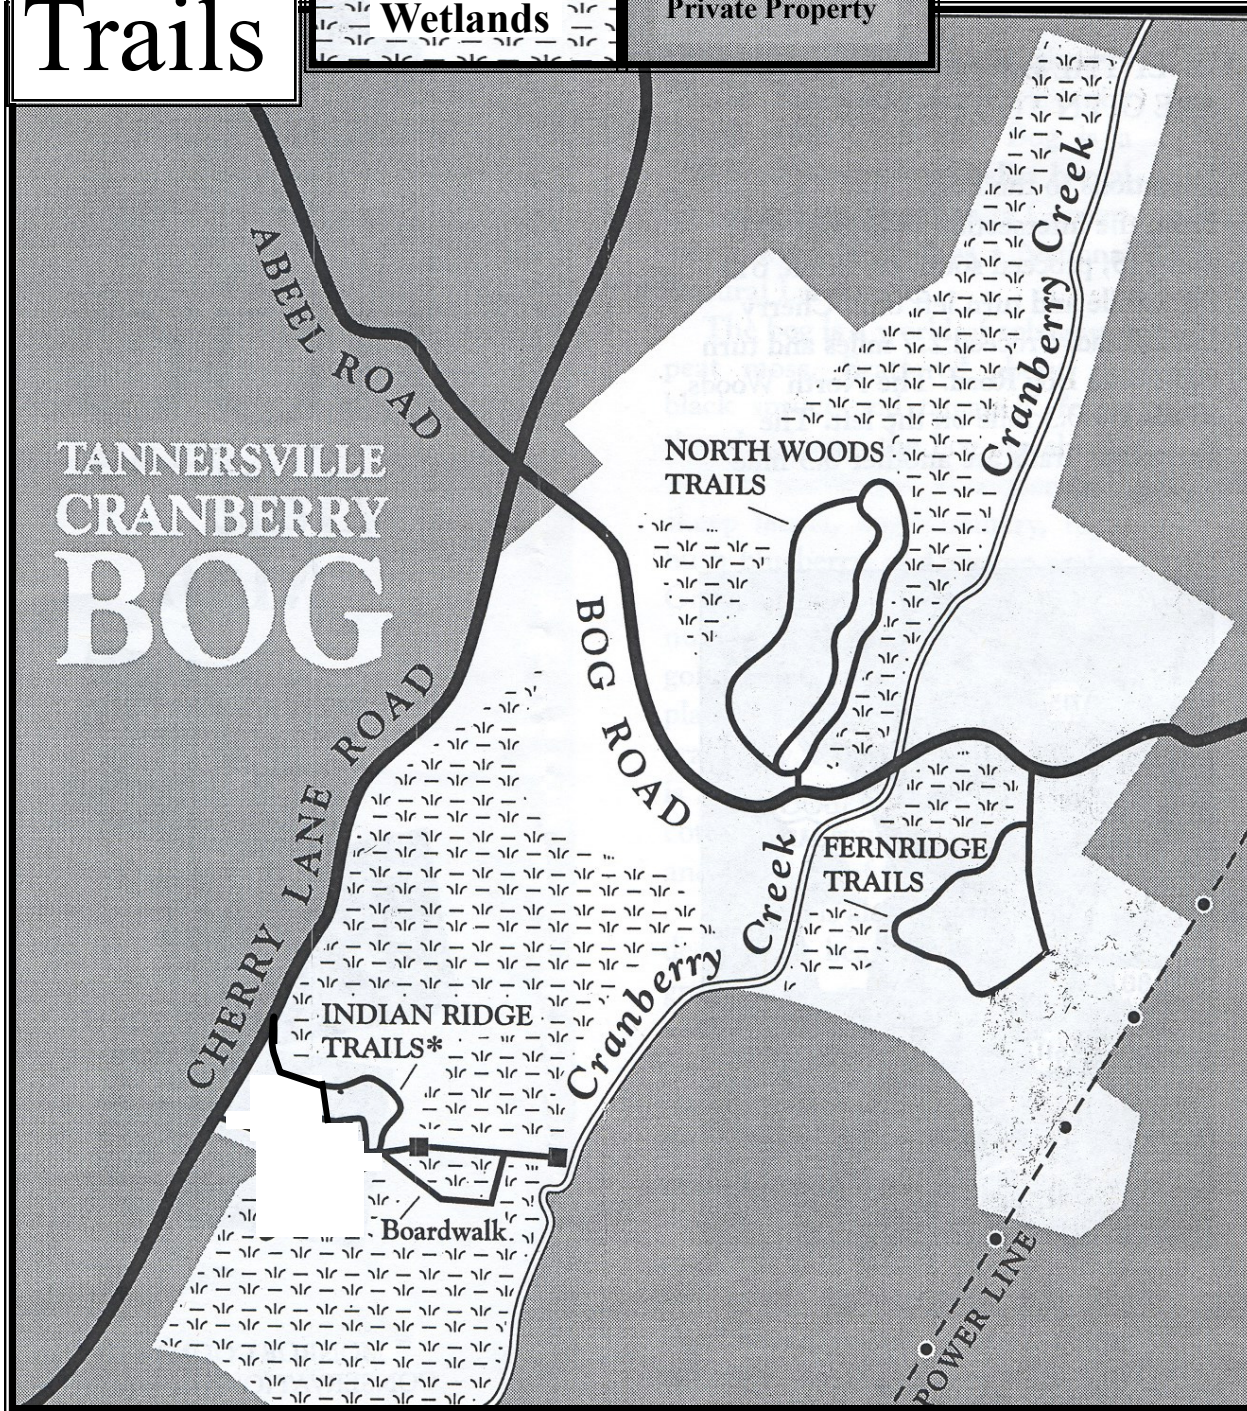 Trails
Wetlands
Private Property
ABEEL ROAD
TANNERSVILLE
CRANBERRY
BOG
NORTH WOODS
TRAILS
Cranberry Creek
BOG ROAD
CHERRY LANE ROAD
FERNRIDGE
TRAILS
Cranberry Creek
INDIAN RIDGE
TRAILS*
Boardwalk
POWER LINE